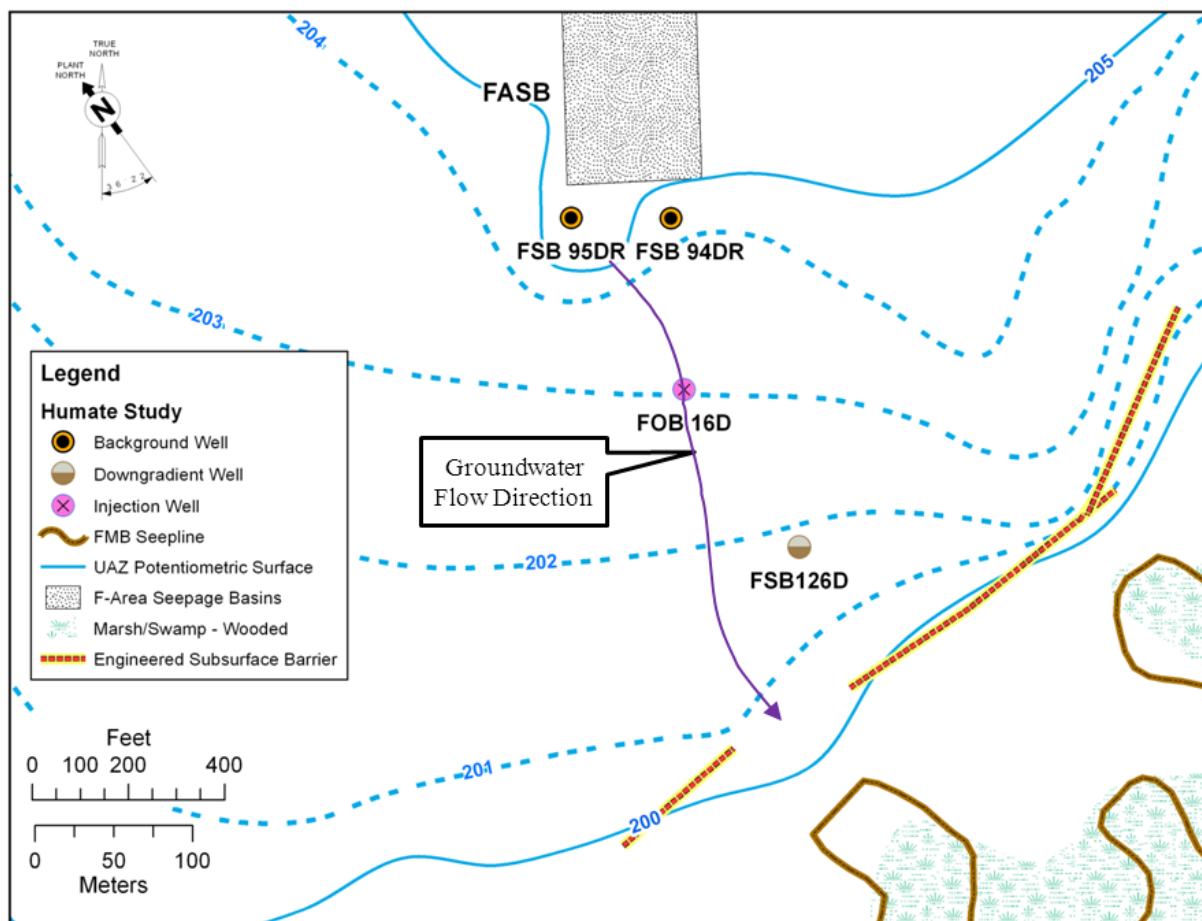 TRUE
NORTH
PLANT
NORTH
N
36.22
204
FASB
205
FSB 95DR
FSB 94DR
203
FOB 16D
Groundwater
Flow Direction
202
FSB126D
201
200
Legend
Humate Study
Background Well
Downgradient Well
Injection Well
FMB Seepline
UAZ Potentiometric Surface
F-Area Seepage Basins
Marsh/Swamp - Wooded
Engineered Subsurface Barrier
Feet
0 100 200 400
0 50 100
Meters